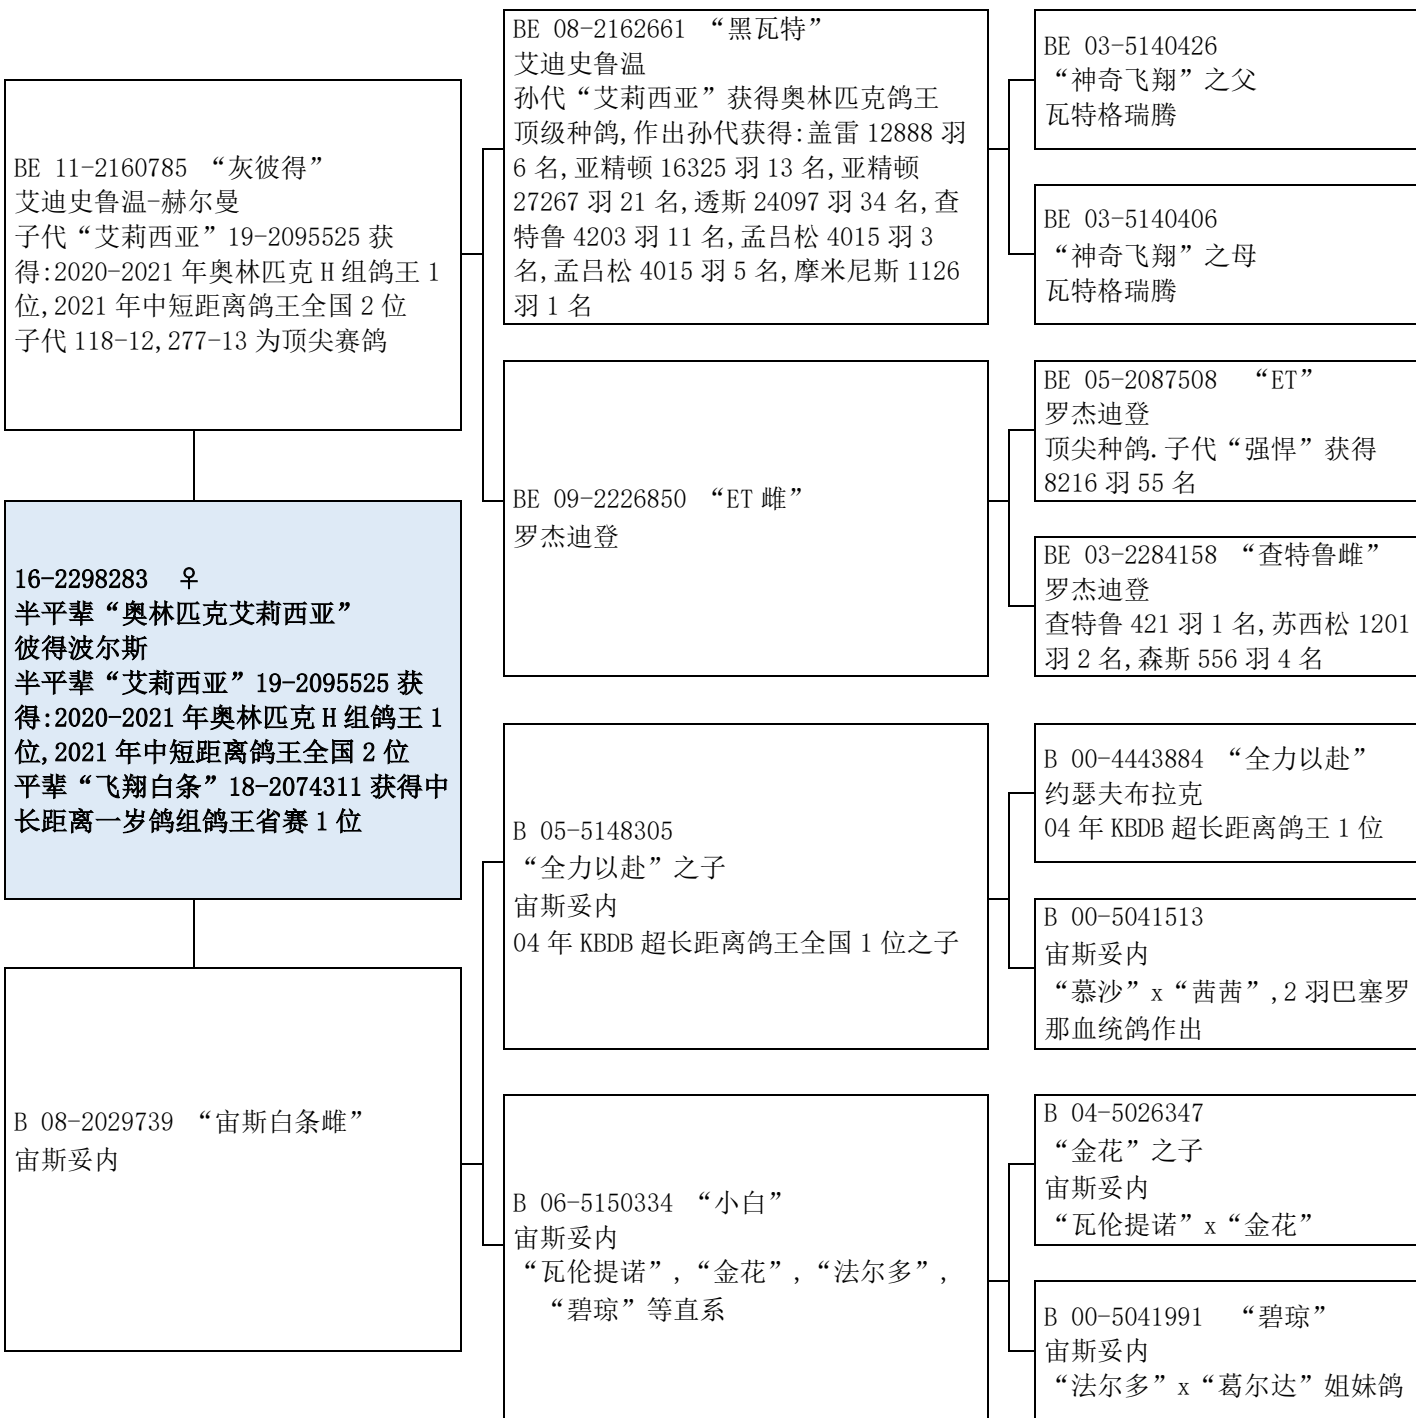 BE 11-2160785 “灰彼得”
艾迪史鲁温-赫尔曼
子代“艾莉西亚”19-2095525 获
得:2020-2021 年奥林匹克 H 组鸽王 1
位,2021 年中短距离鸽王全国 2 位
子代 118-12,277-13 为顶尖赛鸽
16-2298283 ♀
半平辈“奥林匹克艾莉西亚”
彼得波尔斯
半平辈“艾莉西亚”19-2095525 获
得:2020-2021 年奥林匹克 H 组鸽王 1
位,2021 年中短距离鸽王全国 2 位
平辈“飞翔白条”18-2074311 获得中
长距离一岁鸽组鸽王省赛 1 位
B 08-2029739 “宙斯白条雌”
宙斯妥内
BE 08-2162661 “黑瓦特”
艾迪史鲁温
孙代“艾莉西亚”获得奥林匹克鸽王
顶级种鸽,作出孙代获得:盖雷 12888 羽
6 名,亚精顿 16325 羽 13 名,亚精顿
27267 羽 21 名,透斯 24097 羽 34 名,查
特鲁 4203 羽 11 名,孟吕松 4015 羽 3
名,孟吕松 4015 羽 5 名,摩米尼斯 1126
羽 1 名
BE 09-2226850 “ET 雌”
罗杰迪登
B 05-5148305
“全力以赴”之子
宙斯妥内
04 年 KBDB 超长距离鸽王全国 1 位之子
B 06-5150334 “小白”
宙斯妥内
“瓦伦提诺”,“金花”,“法尔多”,
“碧琼”等直系
BE 03-5140426
“神奇飞翔”之父
瓦特格瑞腾
BE 03-5140406
“神奇飞翔”之母
瓦特格瑞腾
BE 05-2087508 “ET”
罗杰迪登
顶尖种鸽.子代“强悍”获得
8216 羽 55 名
BE 03-2284158 “查特鲁雌”
罗杰迪登
查特鲁 421 羽 1 名,苏西松 1201
羽 2 名,森斯 556 羽 4 名
B 00-4443884 “全力以赴”
约瑟夫布拉克
04 年 KBDB 超长距离鸽王 1 位
B 00-5041513
宙斯妥内
“慕沙”x“茜茜”,2 羽巴塞罗
那血统鸽作出
B 04-5026347
“金花”之子
宙斯妥内
“瓦伦提诺”x“金花”
B 00-5041991 “碧琼”
宙斯妥内
“法尔多”x“葛尔达”姐妹鸽